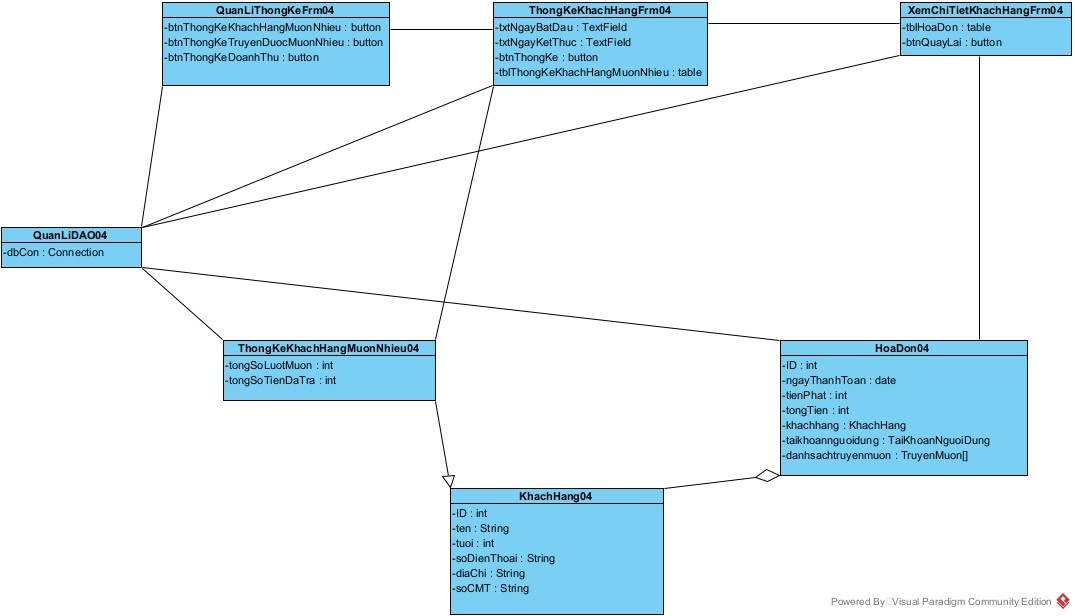 QuanLiThongKeFrm04
-btnThongKeKhachHangMuonNhieu : button
-btnThongKeTruyenDuocMuonNhieu : button
-btnThongKeDoanhThu : button
ThongKeKhachHangFrm04
-txtNgayBatDau : TextField
-txtNgayKetThuc : TextField
-btnThongKe : button
-tblThongKeKhachHangMuonNhieu : table
XemChiTietKhachHangFrm04
-tblHoaDon : table
-btnQuayLai : button
QuanLiDAO04
-dbCon : Connection
ThongKeKhachHangMuonNhieu04
-tongSoLuotMuon : int
-tongSoTienDaTra : int
HoaDon04
-ID : int
-ngayThanhToan : date
-tienPhat : int
-tongTien : int
-khachhang : KhachHang
-taikhoannguoidung : TaiKhoanNguoiDung
-danhsachtruyenmuon : TruyenMuon[]
KhachHang04
-ID : int
-ten : String
-tuoi : int
-soDienThoai : String
-diaChi : String
-soCMT : String
Powered By Visual Paradigm Community Edition